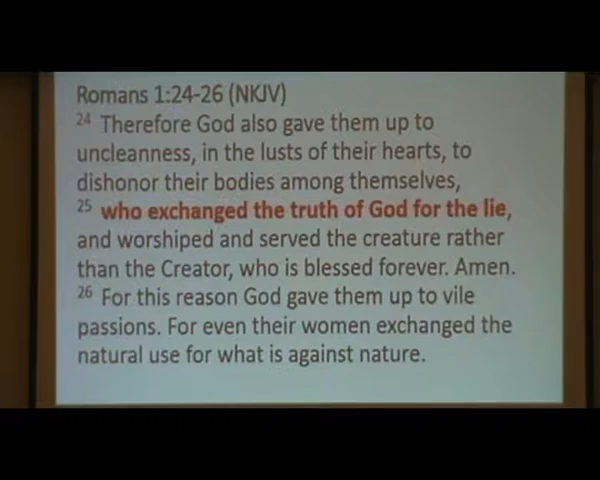 Romans 1:24-26 (NKJV)
24 Therefore God also gave them up to
uncleanness, in the lusts of their hearts, to
dishonor their bodies among themselves,
25 who exchanged the truth of God for the lie,
and worshiped and served the creature rather
than the Creator, who is blessed forever. Amen.
26 For this reason God gave them up to vile
passions. For even their women exchanged the
natural use for what is against nature.